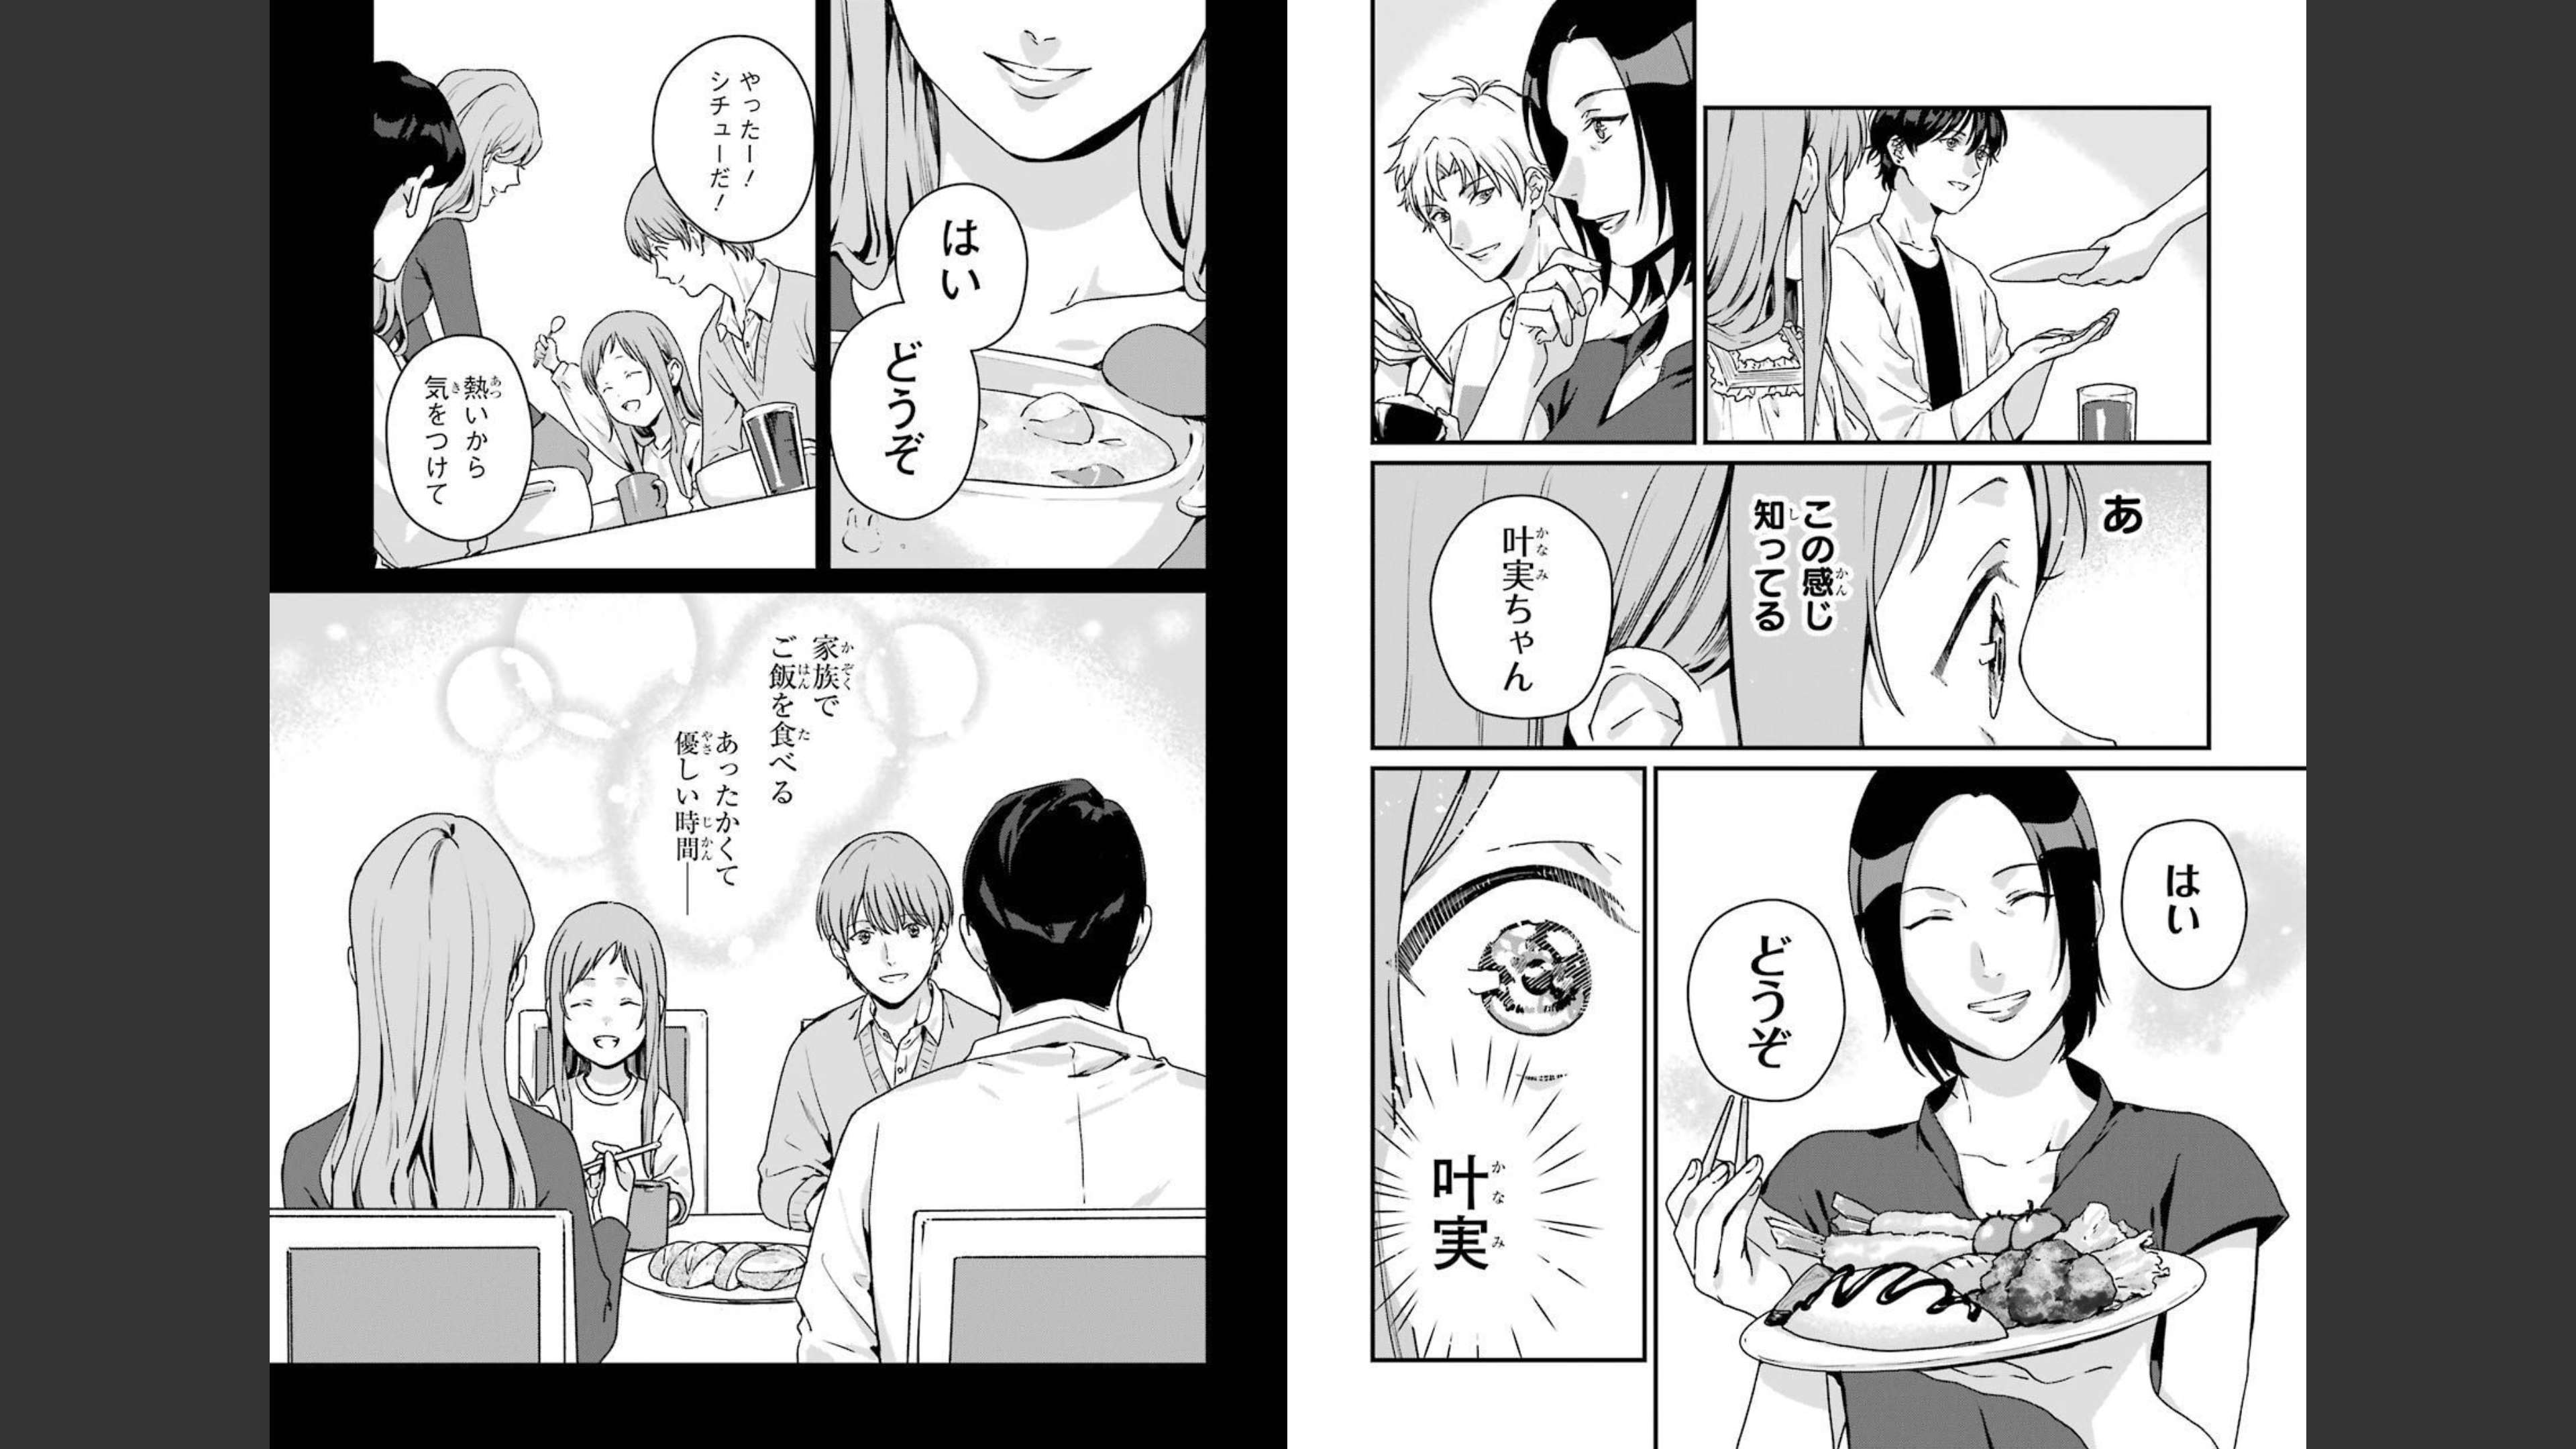 あ
この感じ
知ってる
叶実ちゃん
はい
どうぞ
叶実
はい
どうぞ
やったー！
シチューだ！
熱いから
気をつけて
家族で
ご飯を食べる
あったかくて
優しい時間――